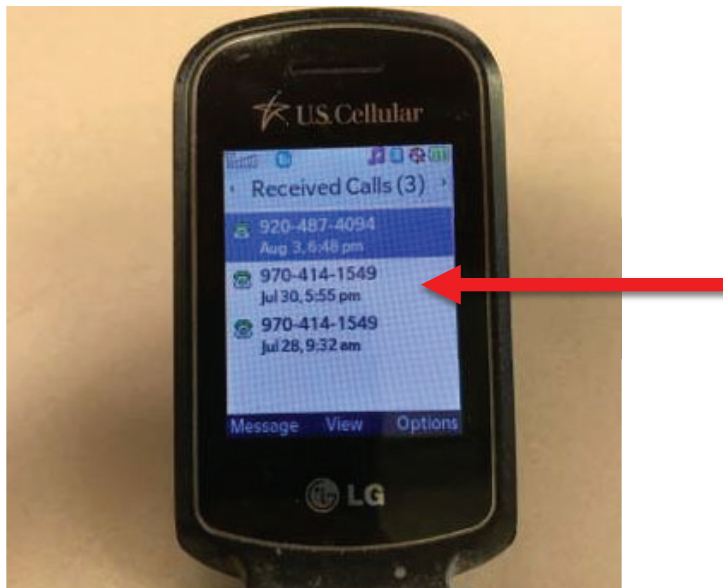 U.S. Cellular
Received Calls (3)
920-487-4094
Aug 3, 6:48 pm
970-414-1549
Jul 30, 5:55 pm
970-414-1549
Jul 28, 9:32 am
Message View Options
LG